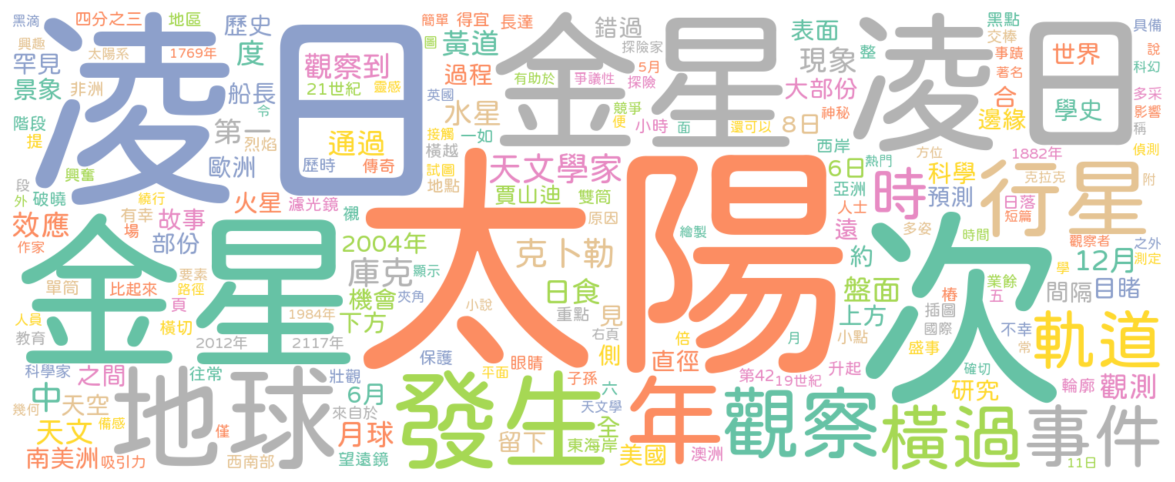 黑滴 四分之三 地區 歷史 簡單 得宜 長達 錯過 表面 黑點 交棒 具備
興趣 太陽系 1769年 度 圖 黃道 探險家 整 事蹟 世界 說
罕見 凌日 觀察到 過程 金星 5月 探險 現象 凌日 著名 科幻
景象 非洲 船長 21世紀 靈感 有助於 爭議性 大部份 神秘 合 多采
令 英國 水星 競爭 便 小時 面 還可以 8日 邊緣 學史 影響
階段 提 第一 烈焰 通過 接觸 一如 稱
歐洲 歷時 傳奇 橫越 天文學家 西岸 方位 1882年 偵測
段 外 破曉 興奮 繞行 試圖 地點 賈山迪 雙筒 太陽 6日 熱門 科學 克拉克 附
有幸 場 故事 火星 濾光鏡 襯 亞洲 人士 時 預測 行星 日落 短篇
效應 作家 部份 2004年 克卜勒 原因 繪製 遠 多姿 次 時間 觀察者 之外 測定
金星 單筒 要素 路徑 庫克 顯示 日食 約 盤面 學 業餘 五 12月
人員 頁 比起來 機會 夾角 見 上方 間隔 目睹
教育 橫切 1984年 下方 小說 重點 右頁 側 倍 月 小點 樁 插圖 國際 不幸 常 軌道
科學家 之間 2012年 2117年 保護 眼睛 平面 子孫 直徑 第42 19世紀 升起 盛事 確切 輪廓
中 天空 往常 地球 壯觀 6月 發生 六 天文學 年 觀察 研究 觀測
幾何 備感 來自於 全 橫過 事件
天文 僅 月球 留下 東海岸 美國 澳洲
南美洲 吸引力 西南部 望遠鏡 11日